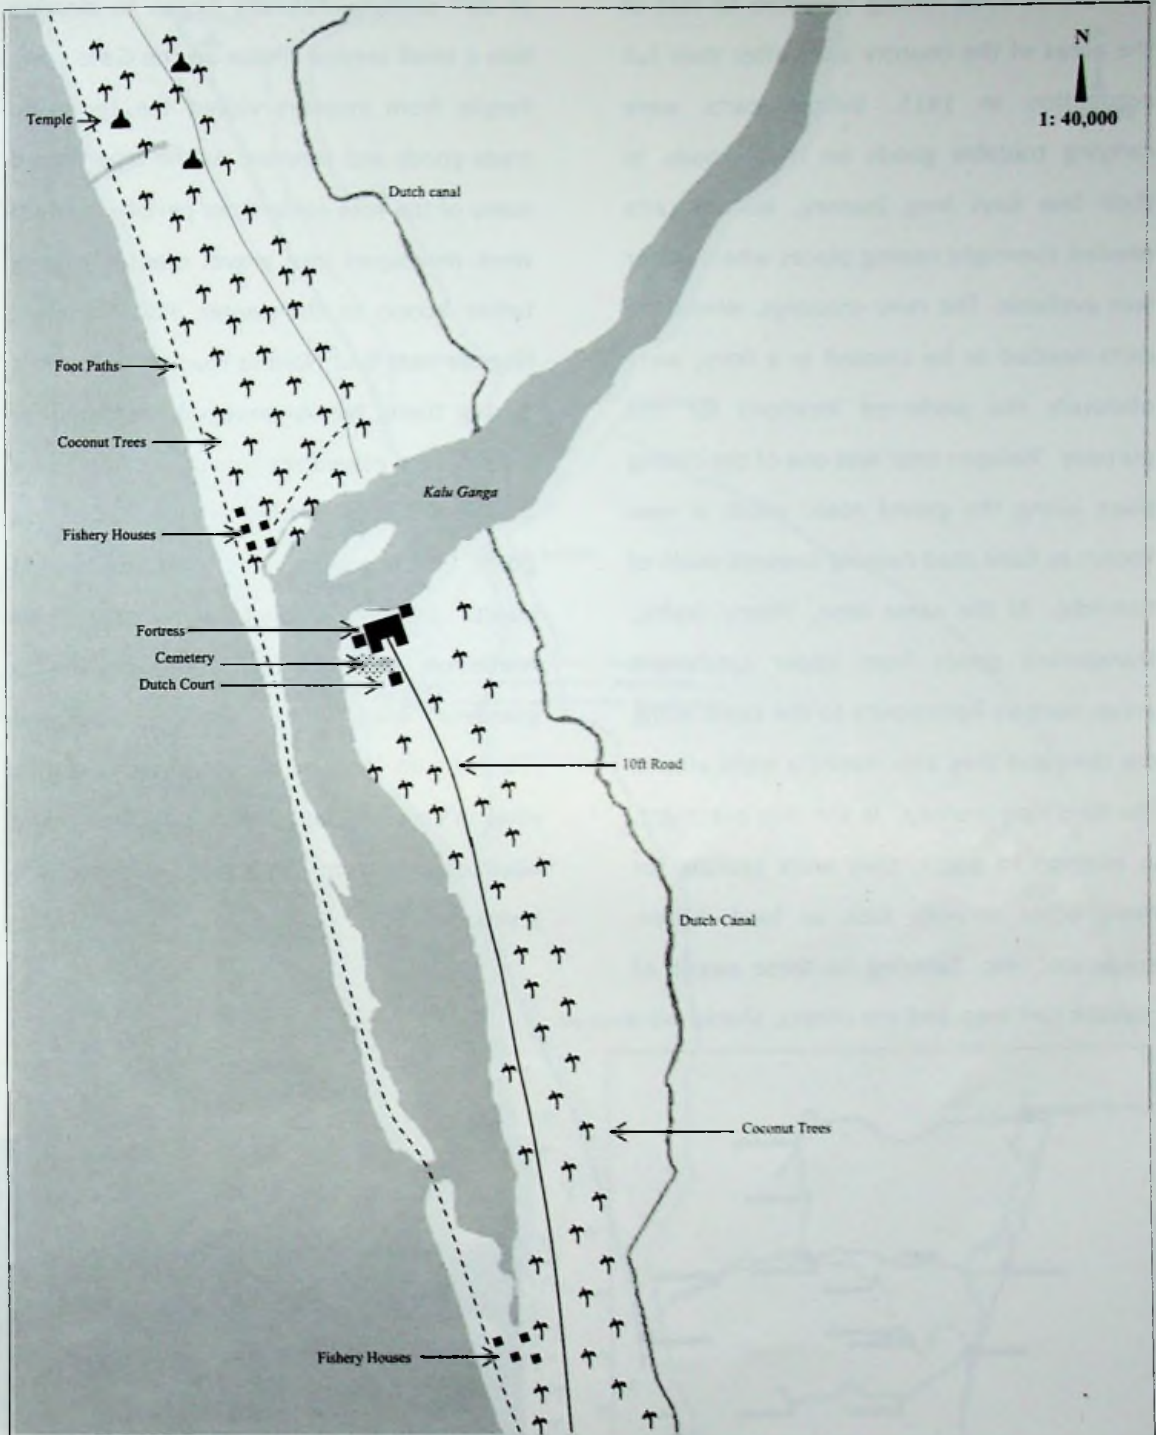 N
1: 40,000
Temple
Dutch canal
Foot Paths
Coconut Trees
Kalu Ganga
Fishery Houses
Fortress
Cemetery
Dutch Court
10ft Road
Dutch Canal
Coconut Trees
Fishery Houses